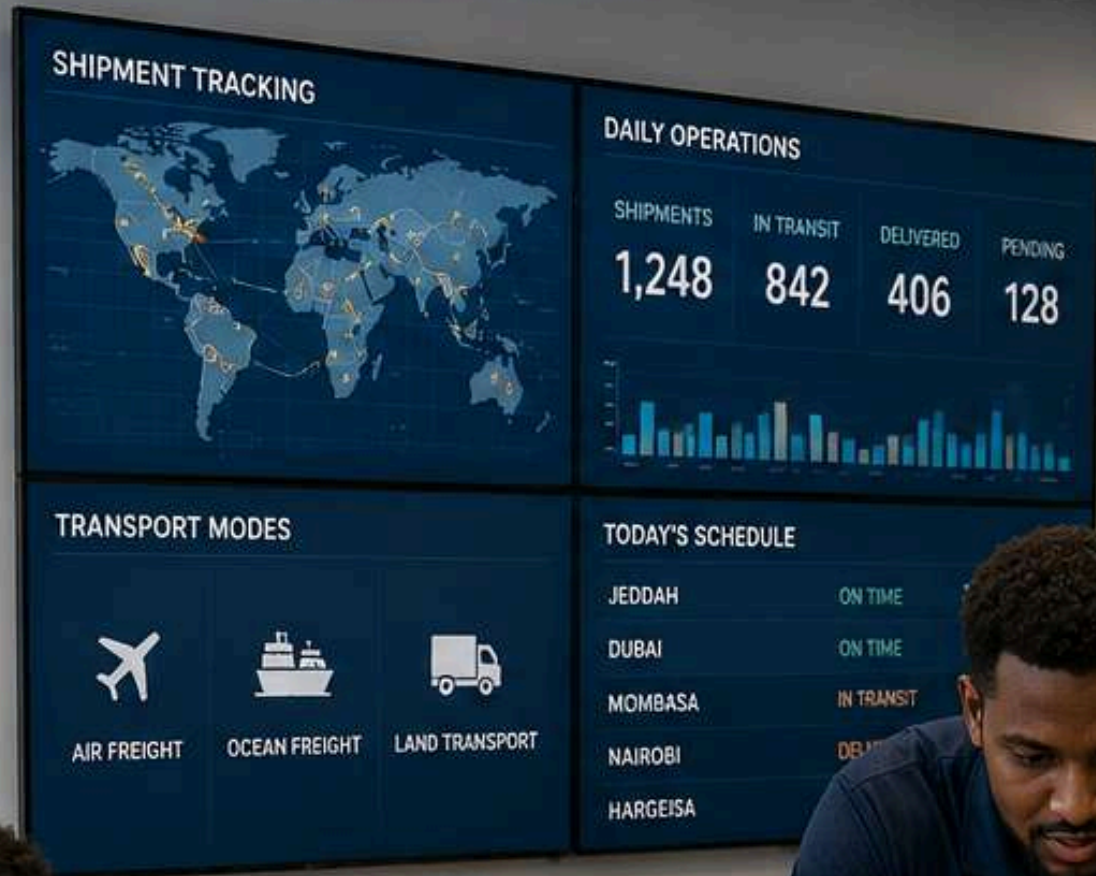 SHIPMENT TRACKING
DAILY OPERATIONS
SHIPMENTS
1,248
IN TRANSIT
842
DELIVERED
406
PENDING
128
TRANSPORT MODES
AIR FREIGHT
OCEAN FREIGHT
LAND TRANSPORT
TODAY'S SCHEDULE
JEDDAH ON TIME
DUBAI ON TIME
MOMBASA IN TRANSIT
NAIROBI
HARGEISA